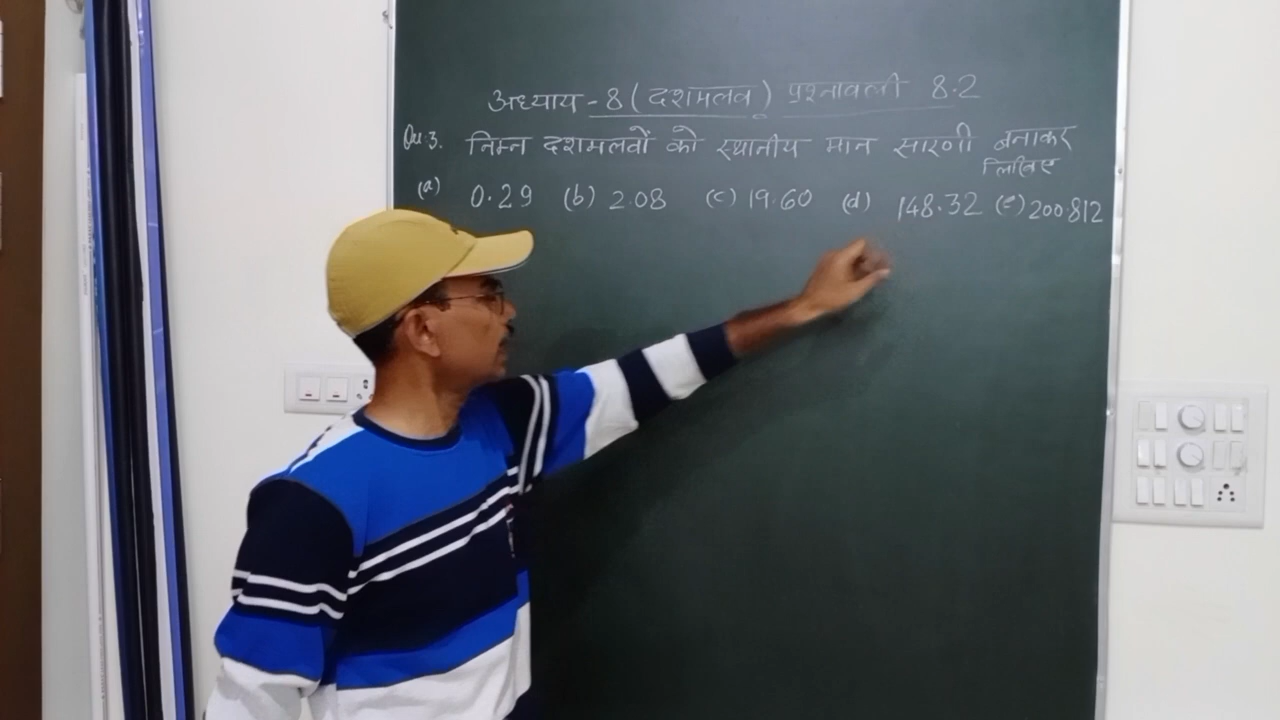 अध्याय - 8 ( दशमलव ) प्रश्नावली 8.2
Qu 3. निम्न दशमलवों को स्थानीय मान सारणी बनाकर
लिखिए
(a) 0.29 (b) 2.08 (c) 19.60 (d) 148.32 (e) 200.812